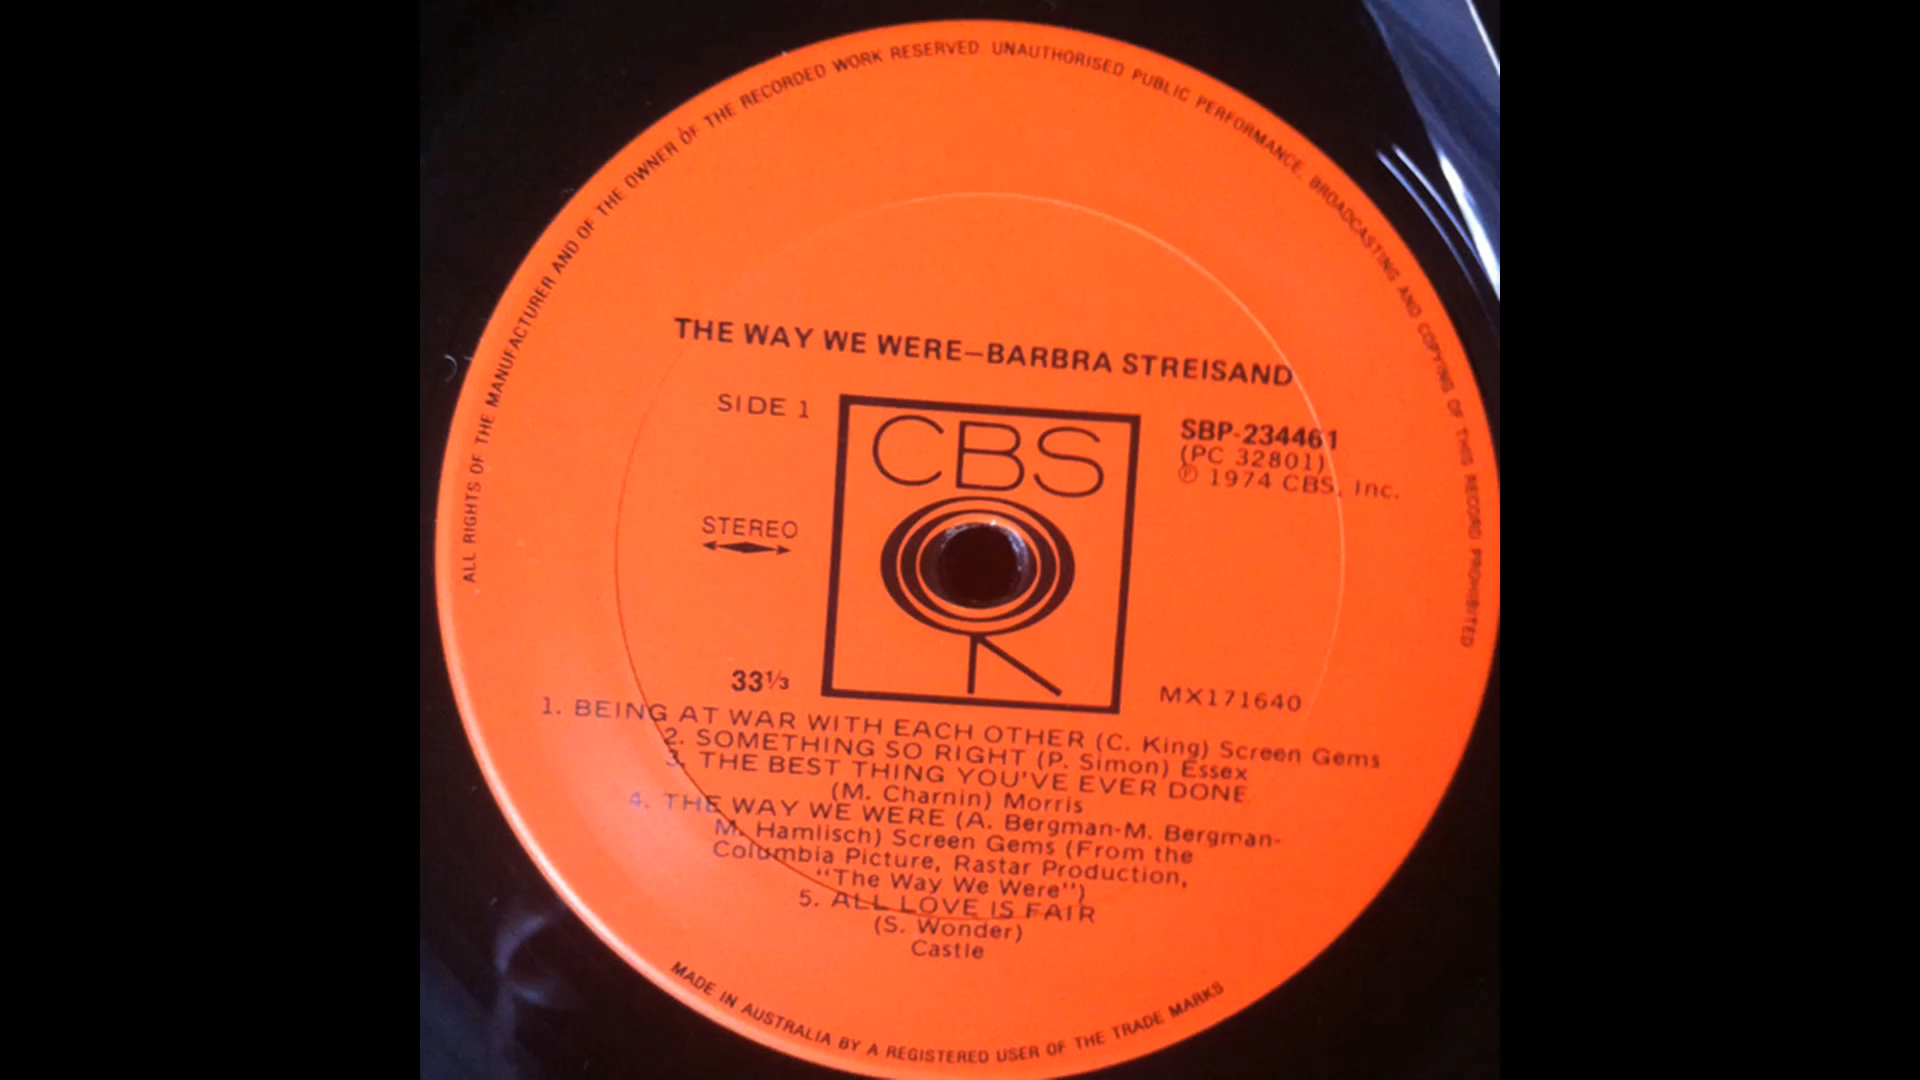 ALL RIGHTS OF THE MANUFACTURER AND OF THE OWNER OF THE RECORDED WORK RESERVED. UNAUTHORISED PUBLIC PERFORMANCE, BROADCASTING AND COPYING OF THIS RECORD PROHIBITED
THE WAY WE WERE—BARBRA STREISAND
SIDE 1
CBS
SBP-234461
(PC 32801)
℗ 1974 CBS, Inc.
STEREO
33⅓
MX171640
1. BEING AT WAR WITH EACH OTHER (C. King) Screen Gems
2. SOMETHING SO RIGHT (P. Simon) Essex
3. THE BEST THING YOU'VE EVER DONE
(M. Charnin) Morris
4. THE WAY WE WERE (A. Bergman-M. Bergman-
M. Hamlisch) Screen Gems (From the
Columbia Picture, Rastar Production,
"The Way We Were")
5. ALL LOVE IS FAIR
(S. Wonder)
Castle
MADE IN AUSTRALIA BY A REGISTERED USER OF THE TRADE MARKS